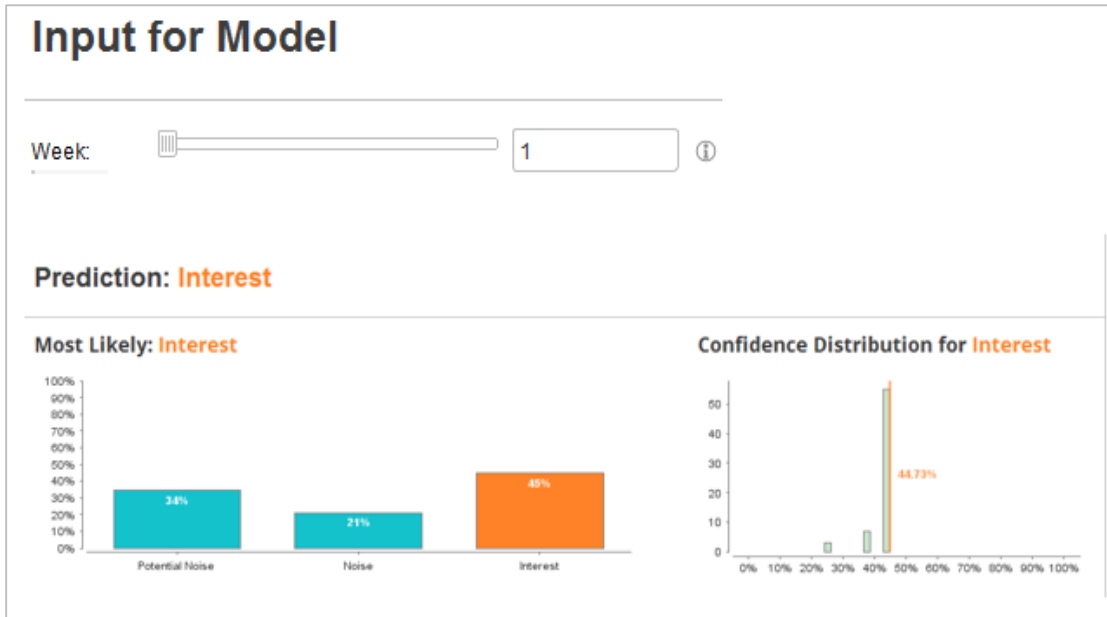 Input for Model
Week:
1
Prediction: Interest
Most Likely: Interest
100%
90%
80%
70%
60%
50%
40%
30%
20%
10%
0%
34%
21%
45%
Potential Noise
Noise
Interest
Confidence Distribution for Interest
50
40
30
20
10
0
44.73%
0% 10% 20% 30% 40% 50% 60% 70% 80% 90% 100%